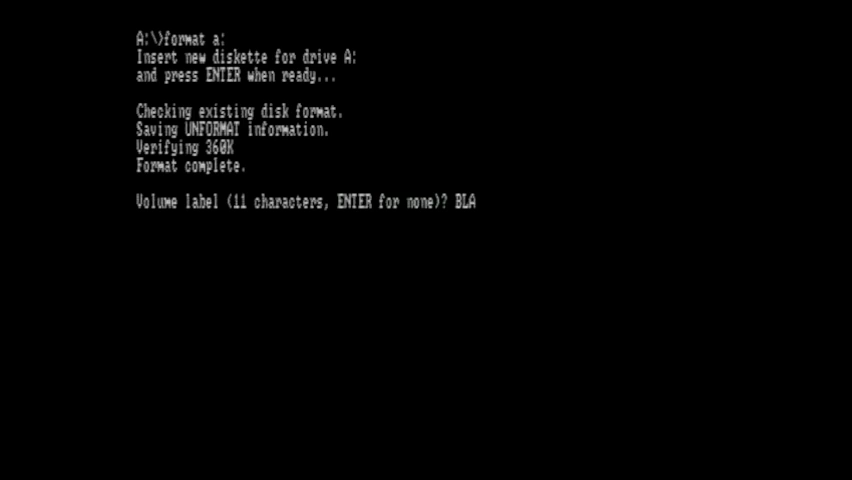 A:\>format a:
Insert new diskette for drive A:
and press ENTER when ready...
Checking existing disk format.
Saving UNFORMAT information.
Verifying 360K
Format complete.
Volume label (11 characters, ENTER for none)? BLA